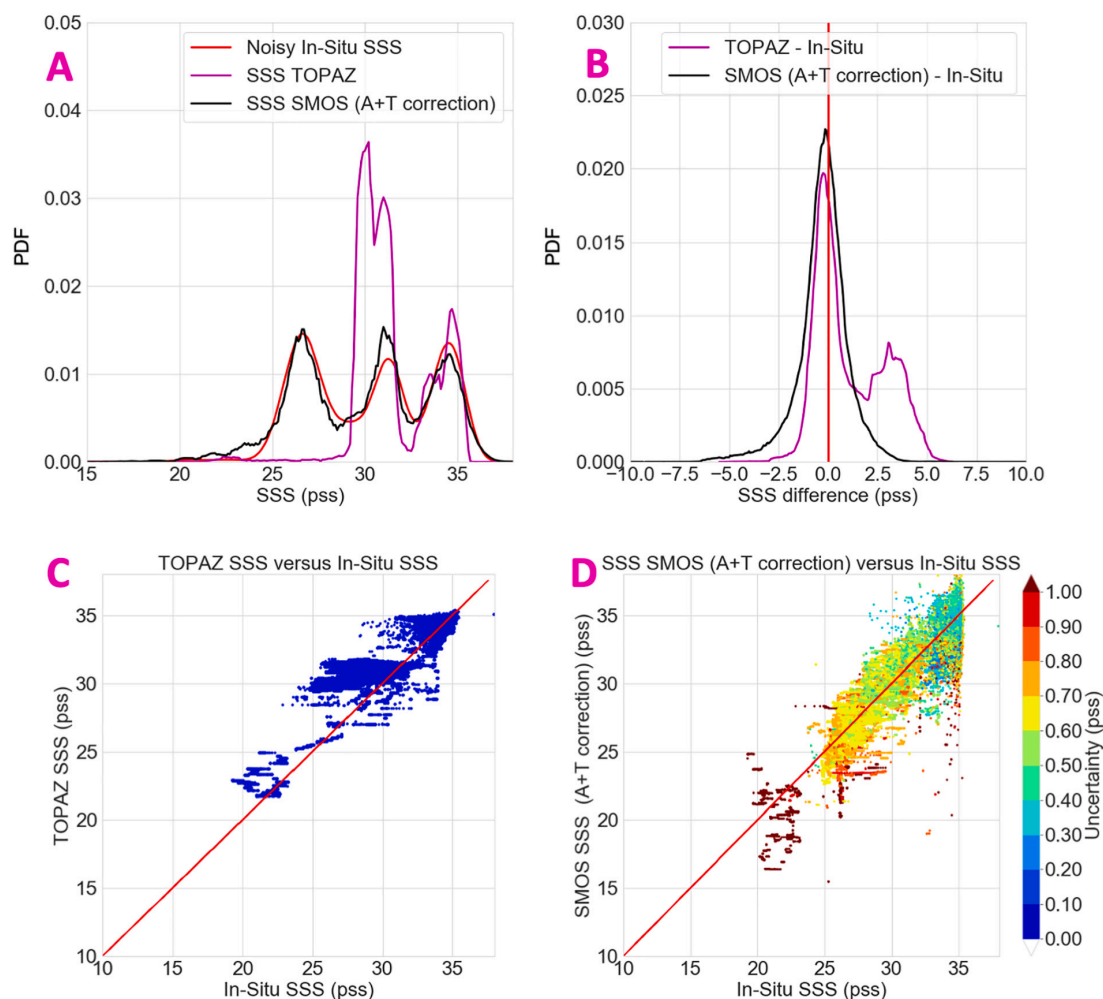 A
0.05
0.04
0.03
0.02
0.01
0.00
PDF
Noisy In-Situ SSS
SSS TOPAZ
SSS SMOS (A+T correction)
15 20 25 30 35
SSS (pss)
B
0.030
0.025
0.020
0.015
0.010
0.005
0.000
PDF
TOPAZ - In-Situ
SMOS (A+T correction) - In-Situ
−10.0 −7.5 −5.0 −2.5 0.0 2.5 5.0 7.5 10.0
SSS difference (pss)
C
TOPAZ SSS versus In-Situ SSS
35
30
25
20
15
10
TOPAZ SSS (pss)
10 15 20 25 30 35
In-Situ SSS (pss)
D
SSS SMOS (A+T correction) versus In-Situ SSS
35
30
25
20
15
10
SMOS SSS (A+T correction) (pss)
10 15 20 25 30 35
In-Situ SSS (pss)
1.00
0.90
0.80
0.70
0.60
0.50
0.40
0.30
0.20
0.10
0.00
Uncertainty (pss)